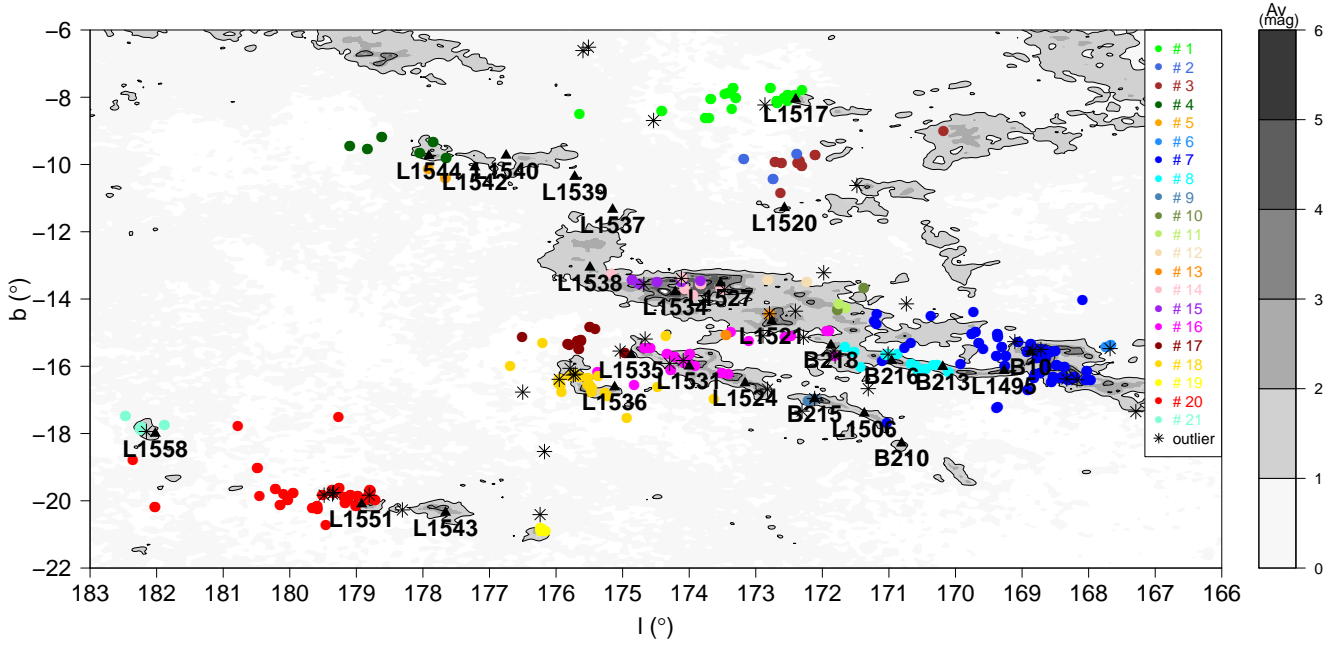 Av
(mag)
−6
−8
−10
−12
−14
−16
−18
−20
−22
b (°)
183
182
181
180
179
178
177
176
175
174
173
172
171
170
169
168
167
166
l (°)
L1517
L1544
L1542
L1540
L1539
L1537
L1520
L1538
L1534
L1527
L1521
B218
B216
B213
L1495
B10
L1535
L1531
L1536
L1524
B215
L1506
B210
L1558
L1551
L1543
# 1
# 2
# 3
# 4
# 5
# 6
# 7
# 8
# 9
# 10
# 11
# 12
# 13
# 14
# 15
# 16
# 17
# 18
# 19
# 20
# 21
outlier
6
5
4
3
2
1
0